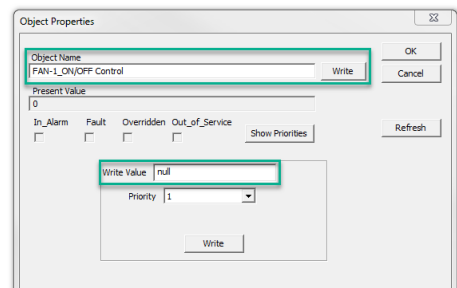 Object Properties
Object Name
FAN-1_ON/OFF Control
Write
OK
Cancel
Present Value
0
In_Alarm Fault Overridden Out_of_Service
Show Priorities
Refresh
Write Value null
Priority 1
Write